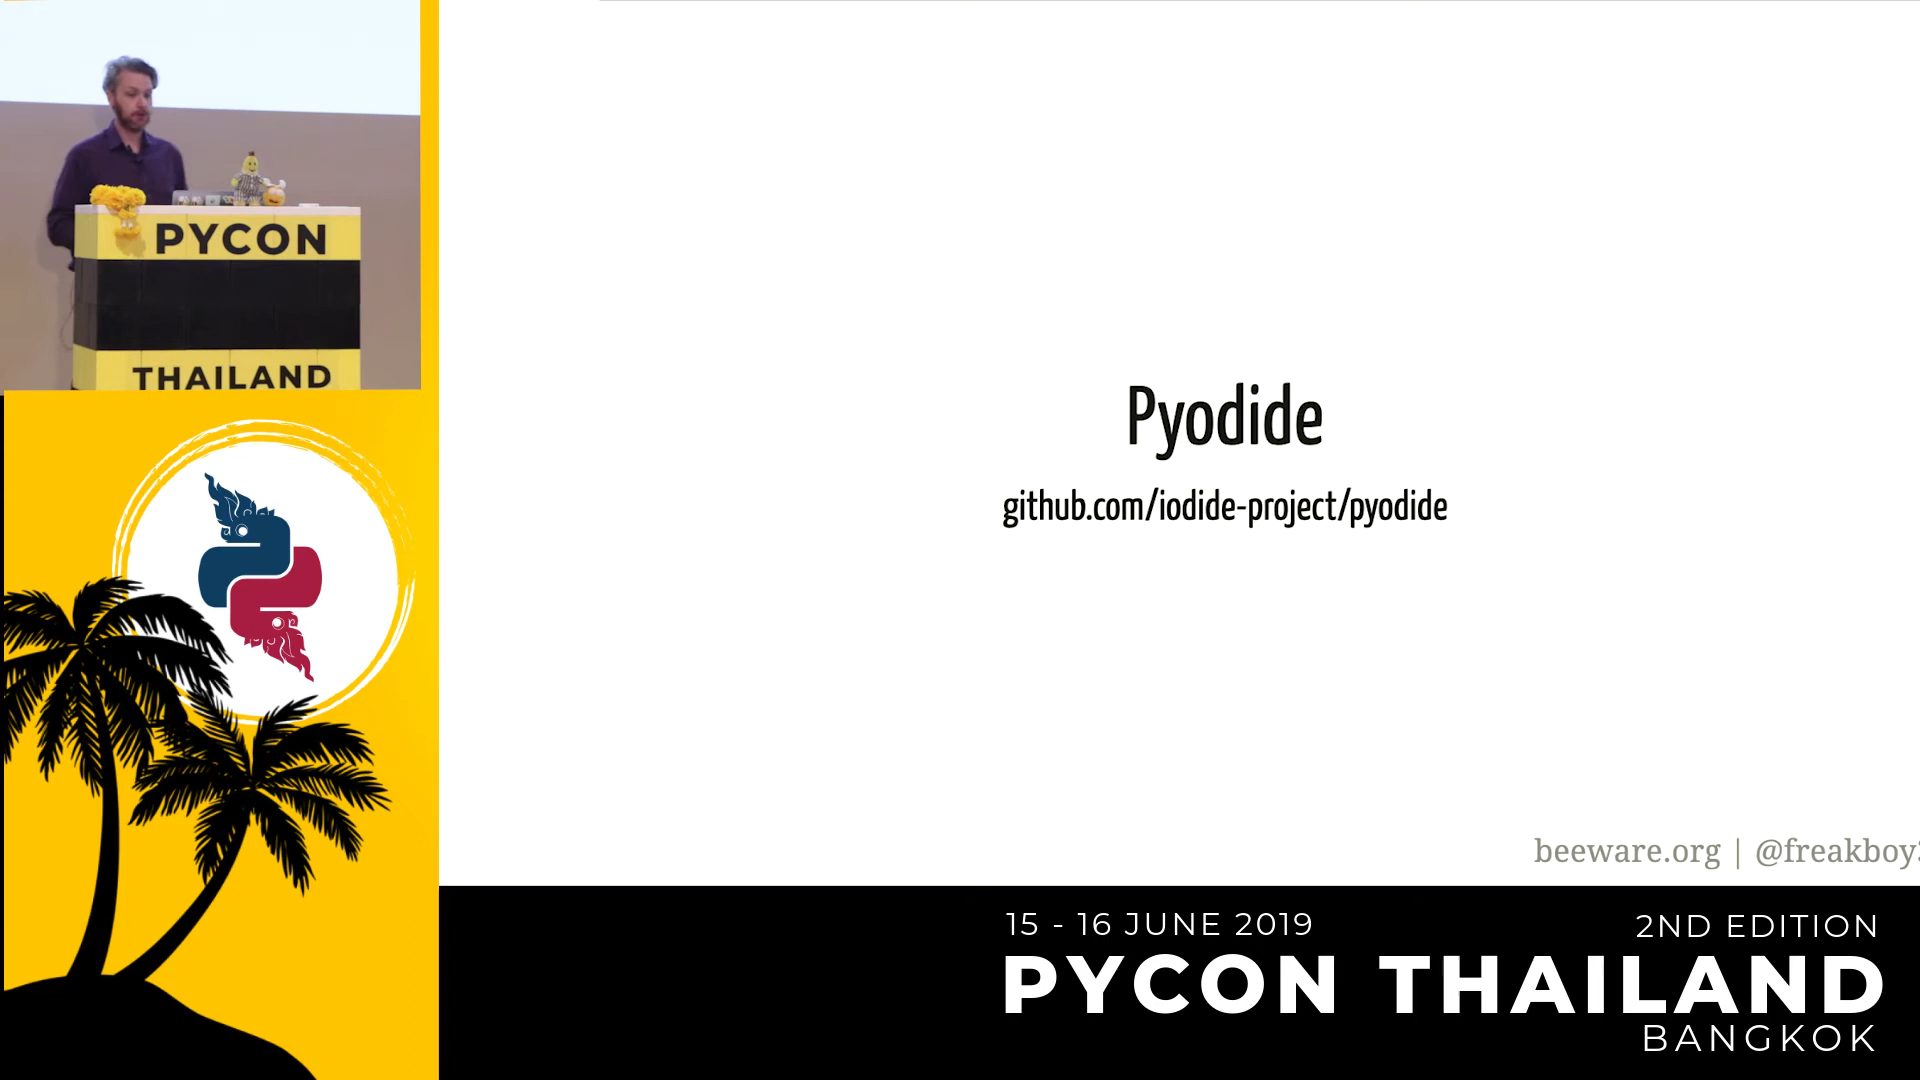 PYCON
THAILAND
Pyodide
github.com/iodide-project/pyodide
beeware.org | @freakboy
15 - 16 JUNE 2019
2ND EDITION
PYCON THAILAND
BANGKOK